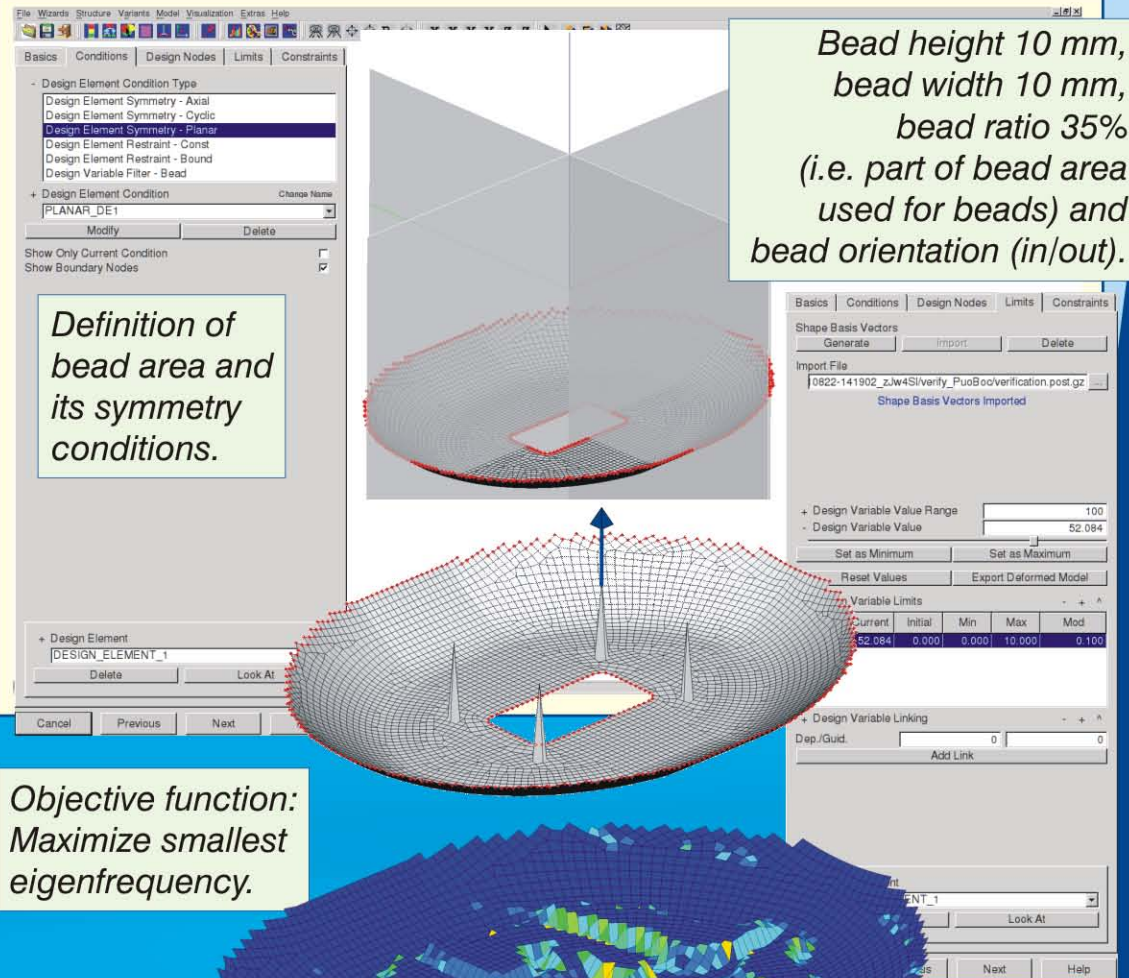 File Wizards Structure Variants Model Visualization Extras Help
Basics Conditions Design Nodes Limits Constraints
- Design Element Condition Type
Design Element Symmetry - Axial
Design Element Symmetry - Cyclic
Design Element Symmetry - Planar
Design Element Restraint - Const
Design Element Restraint - Bound
Design Variable Filter - Bead
+ Design Element Condition Change Name
PLANAR_DE1
Modify Delete
Show Only Current Condition
Show Boundary Nodes
Definition of
bead area and
its symmetry
conditions.
+ Design Element
DESIGN_ELEMENT_1
Delete Look At
Cancel Previous Next
Bead height 10 mm,
bead width 10 mm,
bead ratio 35%
(i.e. part of bead area
used for beads) and
bead orientation (in/out).
Basics Conditions Design Nodes Limits Constraints
Shape Basis Vectors
Generate Import Delete
Import File
0822-141902_zJw4Sl/verify_PuoBoc/verification.post.gz ...
Shape Basis Vectors Imported
+ Design Variable Value Range 100
- Design Variable Value 52.084
Set as Minimum Set as Maximum
Reset Values Export Deformed Model
Variable Limits - + ^
Current Initial Min Max Mod
52.084 0.000 0.000 10.000 0.100
+ Design Variable Linking - + ^
Dep./Guid. 0 0
Add Link
ENT_1
Look At
Next Help
Objective function:
Maximize smallest
eigenfrequency.